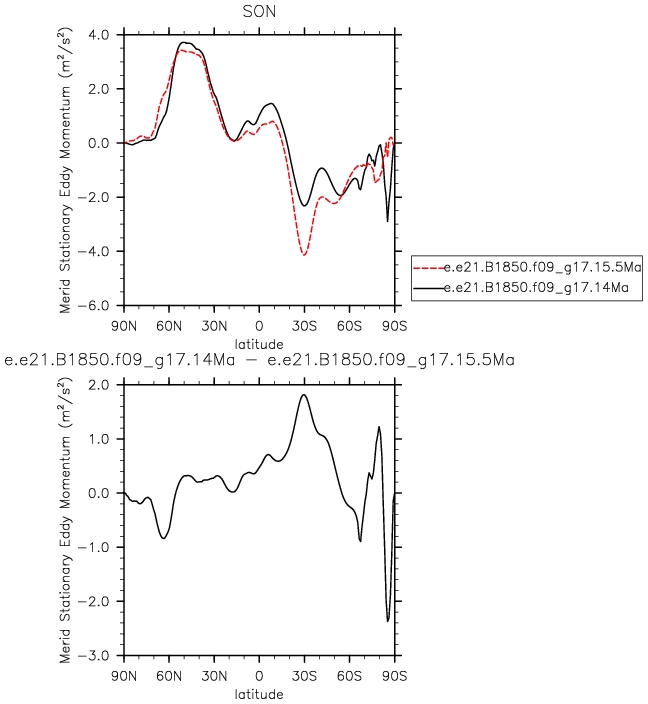 SON
Merid Stationary Eddy Momentum (m²/s²)
4.0
2.0
0.0
-2.0
-4.0
-6.0
90N 60N 30N 0 30S 60S 90S
latitude
e.e21.B1850.f09_g17.15.5Ma
e.e21.B1850.f09_g17.14Ma
e.e21.B1850.f09_g17.14Ma - e.e21.B1850.f09_g17.15.5Ma
Merid Stationary Eddy Momentum (m²/s²)
2.0
1.0
0.0
-1.0
-2.0
-3.0
90N 60N 30N 0 30S 60S 90S
latitude